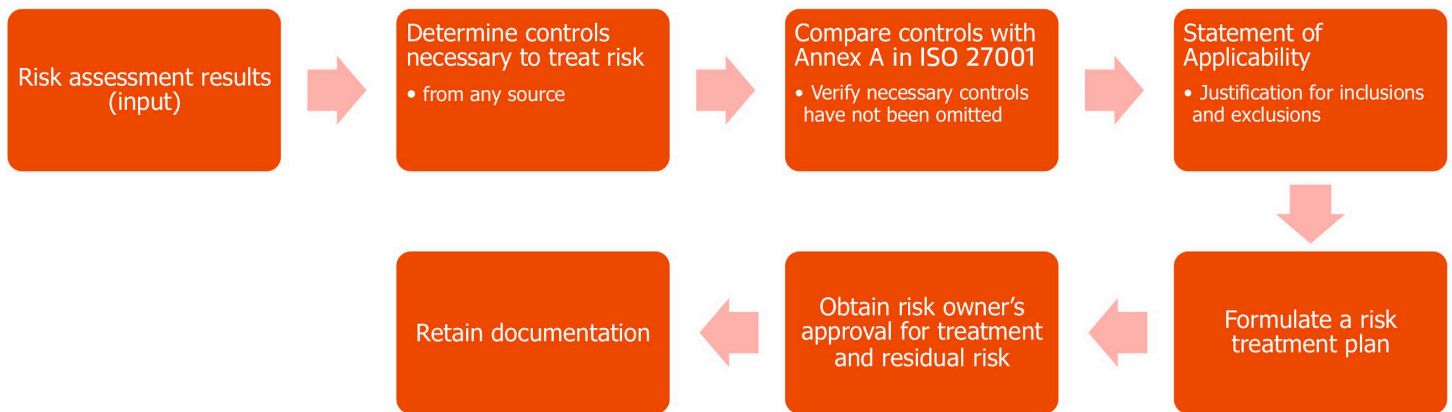 Risk assessment results
(input)
Determine controls
necessary to treat risk
• from any source
Compare controls with
Annex A in ISO 27001
• Verify necessary controls
have not been omitted
Statement of
Applicability
• Justification for inclusions
and exclusions
Formulate a risk
treatment plan
Obtain risk owner’s
approval for treatment
and residual risk
Retain documentation